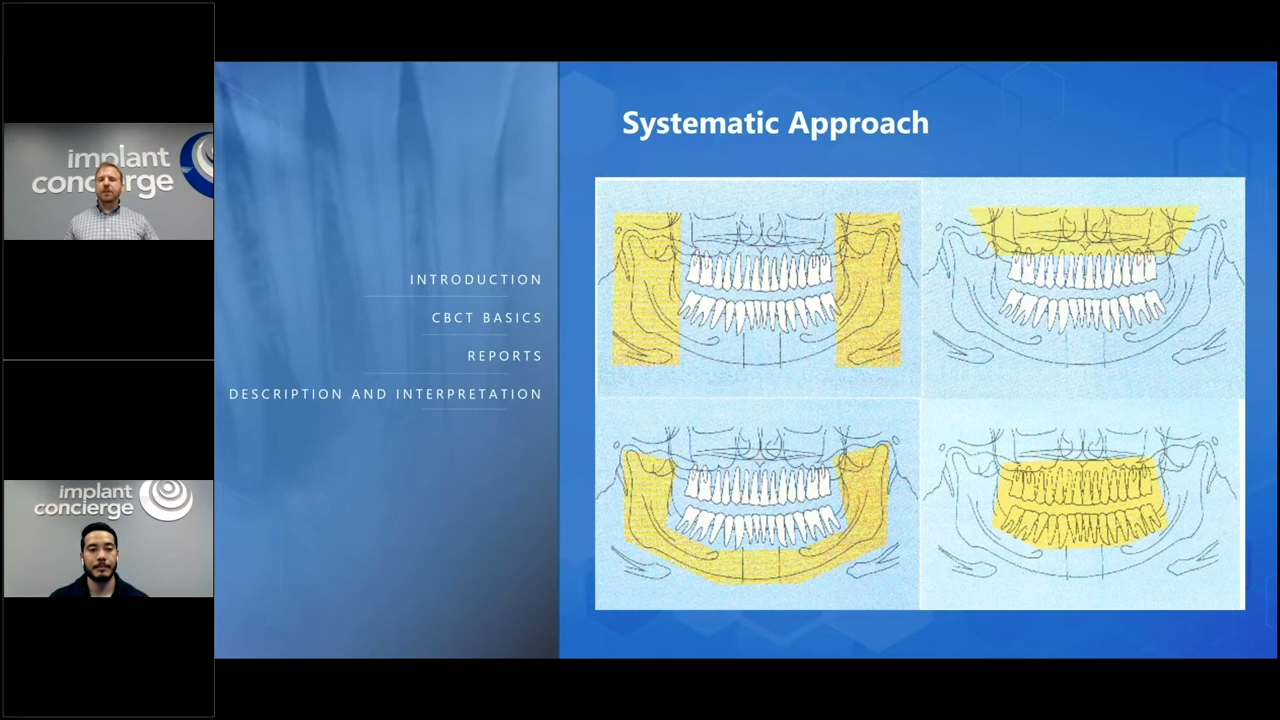 implant
concierge
implant
concierge
INTRODUCTION
CBCT BASICS
REPORTS
DESCRIPTION AND INTERPRETATION
Systematic Approach